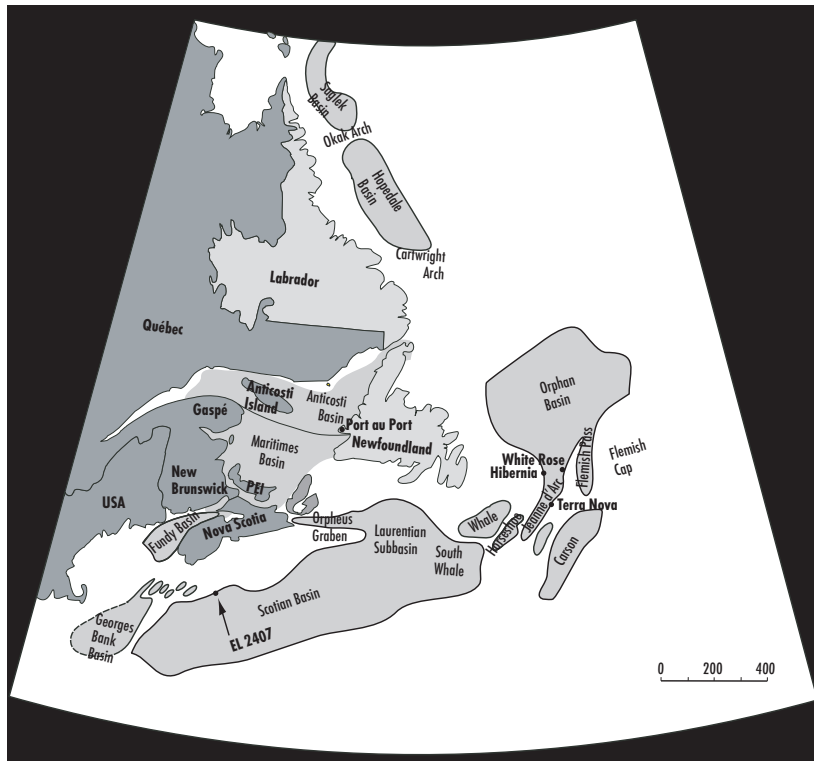 Saglek
Basin
Okak Arch
Hopedale
Basin
Cartwright
Arch
Labrador
Québec
Orphan
Basin
Anticosti
Island
Anticosti
Basin
Gaspé
Port au Port
Newfoundland
Maritimes
Basin
Flemish Pass
Flemish
Cap
White Rose
Hibernia
New
Brunswick
PEI
USA
Jeanne d'Arc
Terra Nova
Fundy Basin
Nova Scotia
Orpheus
Graben
Laurentian
Subbasin
Whale
Horseshoe
South
Whale
Carson
Scotian Basin
Georges
Bank
Basin
EL 2407
0 200 400